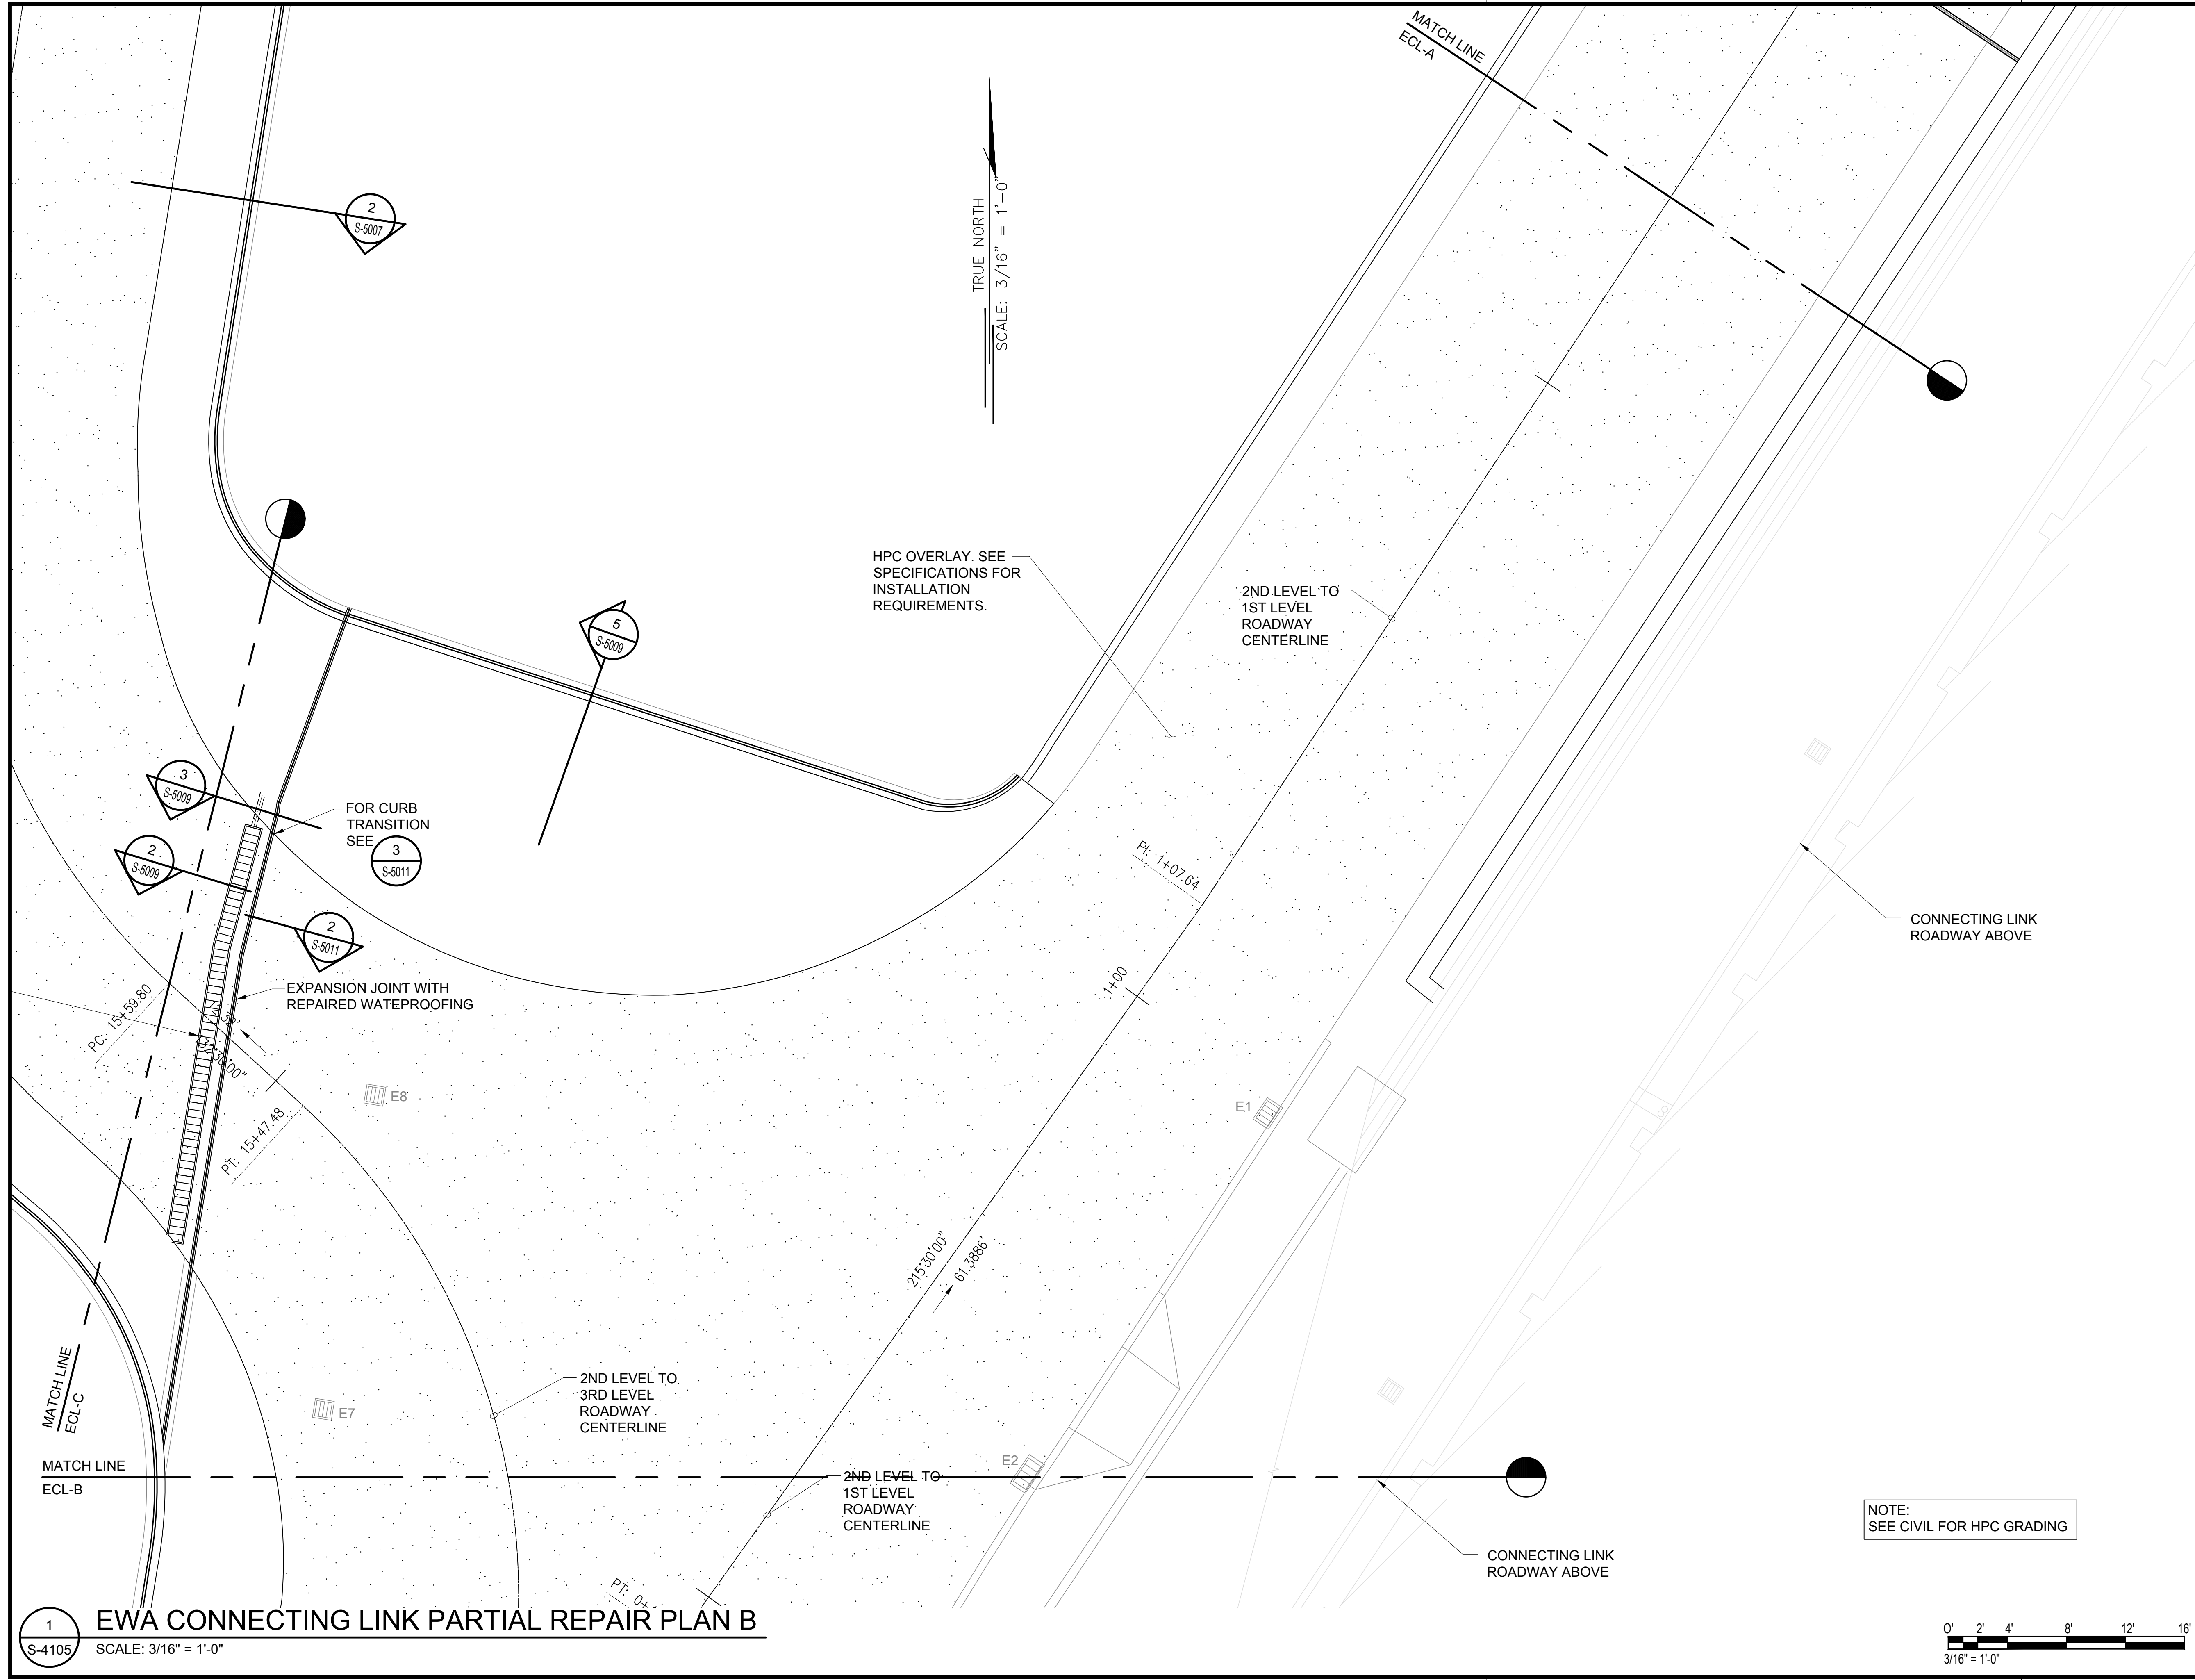 MATCH LINE
ECL-A
2
S-5007
TRUE NORTH
SCALE: 3/16" = 1'-0"
HPC OVERLAY. SEE
SPECIFICATIONS FOR
INSTALLATION
REQUIREMENTS.
2ND LEVEL TO
1ST LEVEL
ROADWAY
CENTERLINE
5
S-5009
3
S-5009
FOR CURB
TRANSITION
SEE
3
S-5011
2
S-5009
2
S-5011
PI: 1+07.64
CONNECTING LINK
ROADWAY ABOVE
1+00
EXPANSION JOINT WITH
REPAIRED WATEPROOFING
PC: 15+59.80
12.32'
PT: 15+47.48
E8
E1
215°30'00"
61.3886'
MATCH LINE
ECL-C
E7
2ND LEVEL TO
3RD LEVEL
ROADWAY
CENTERLINE
MATCH LINE
ECL-B
E2
2ND LEVEL TO
1ST LEVEL
ROADWAY
CENTERLINE
NOTE:
SEE CIVIL FOR HPC GRADING
CONNECTING LINK
ROADWAY ABOVE
PT: 0+
1
S-4105
EWA CONNECTING LINK PARTIAL REPAIR PLAN B
SCALE: 3/16" = 1'-0"
0' 2' 4' 8' 12' 16'
3/16" = 1'-0"